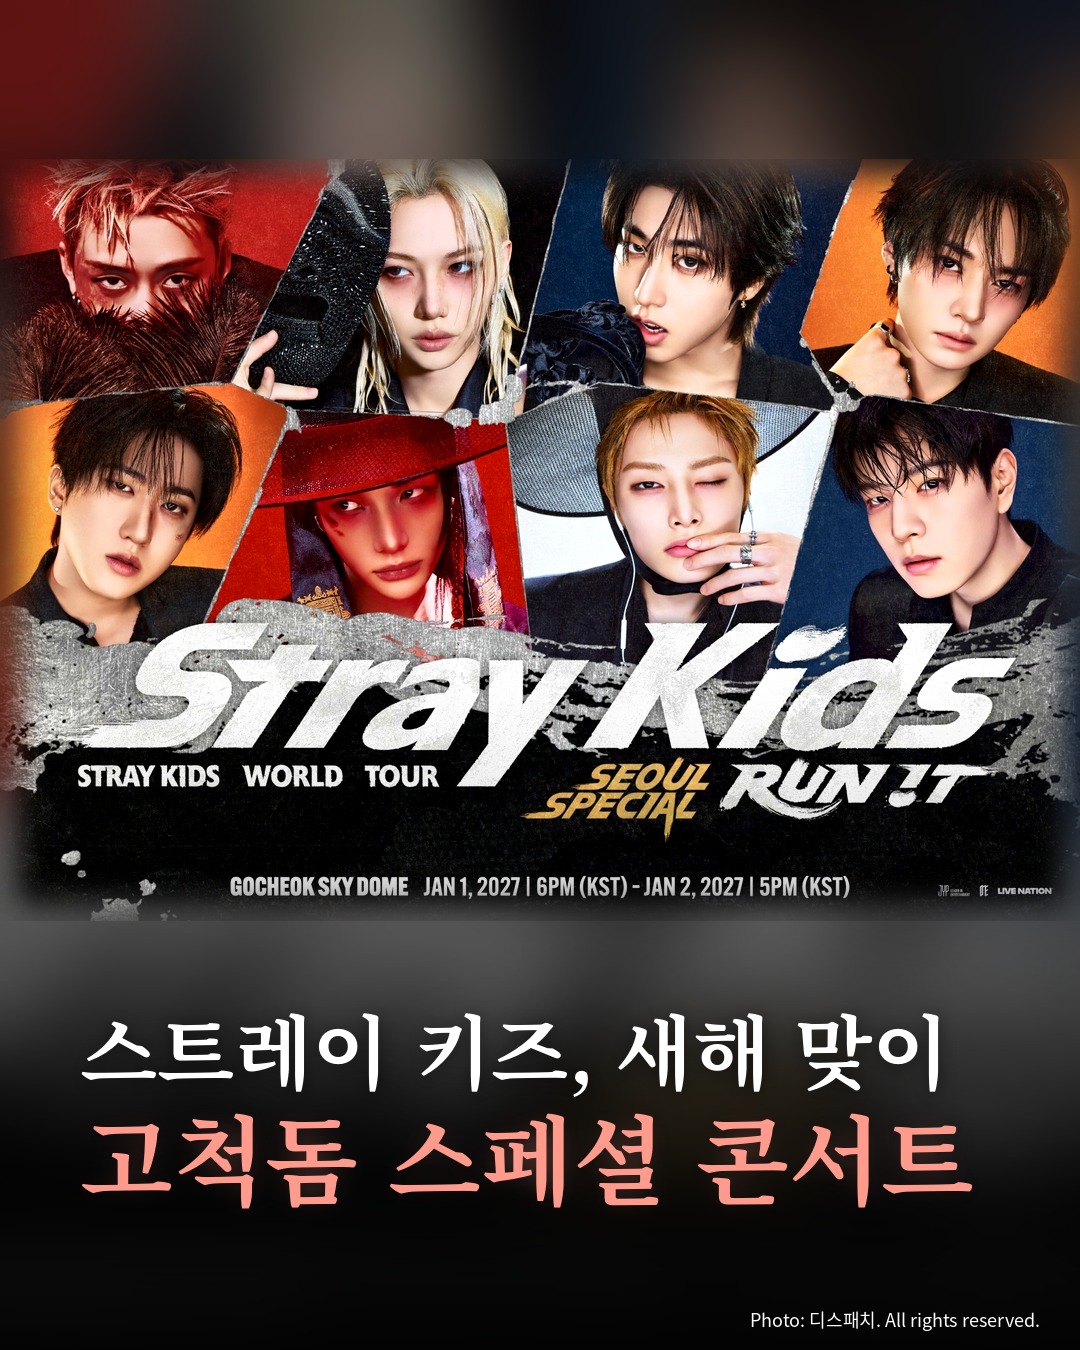 Stray Kids
STRAY KIDS WORLD TOUR
SEOUL
SPECIAL
RUN!T
GOCHEOK SKY DOME JAN 1, 2027 | 6PM (KST) - JAN 2, 2027 | 5PM (KST)
JYP
LIVE NATION
스트레이 키즈, 새해 맞이
고척돔 스페셜 콘서트
Photo: 디스패치. All rights reserved.